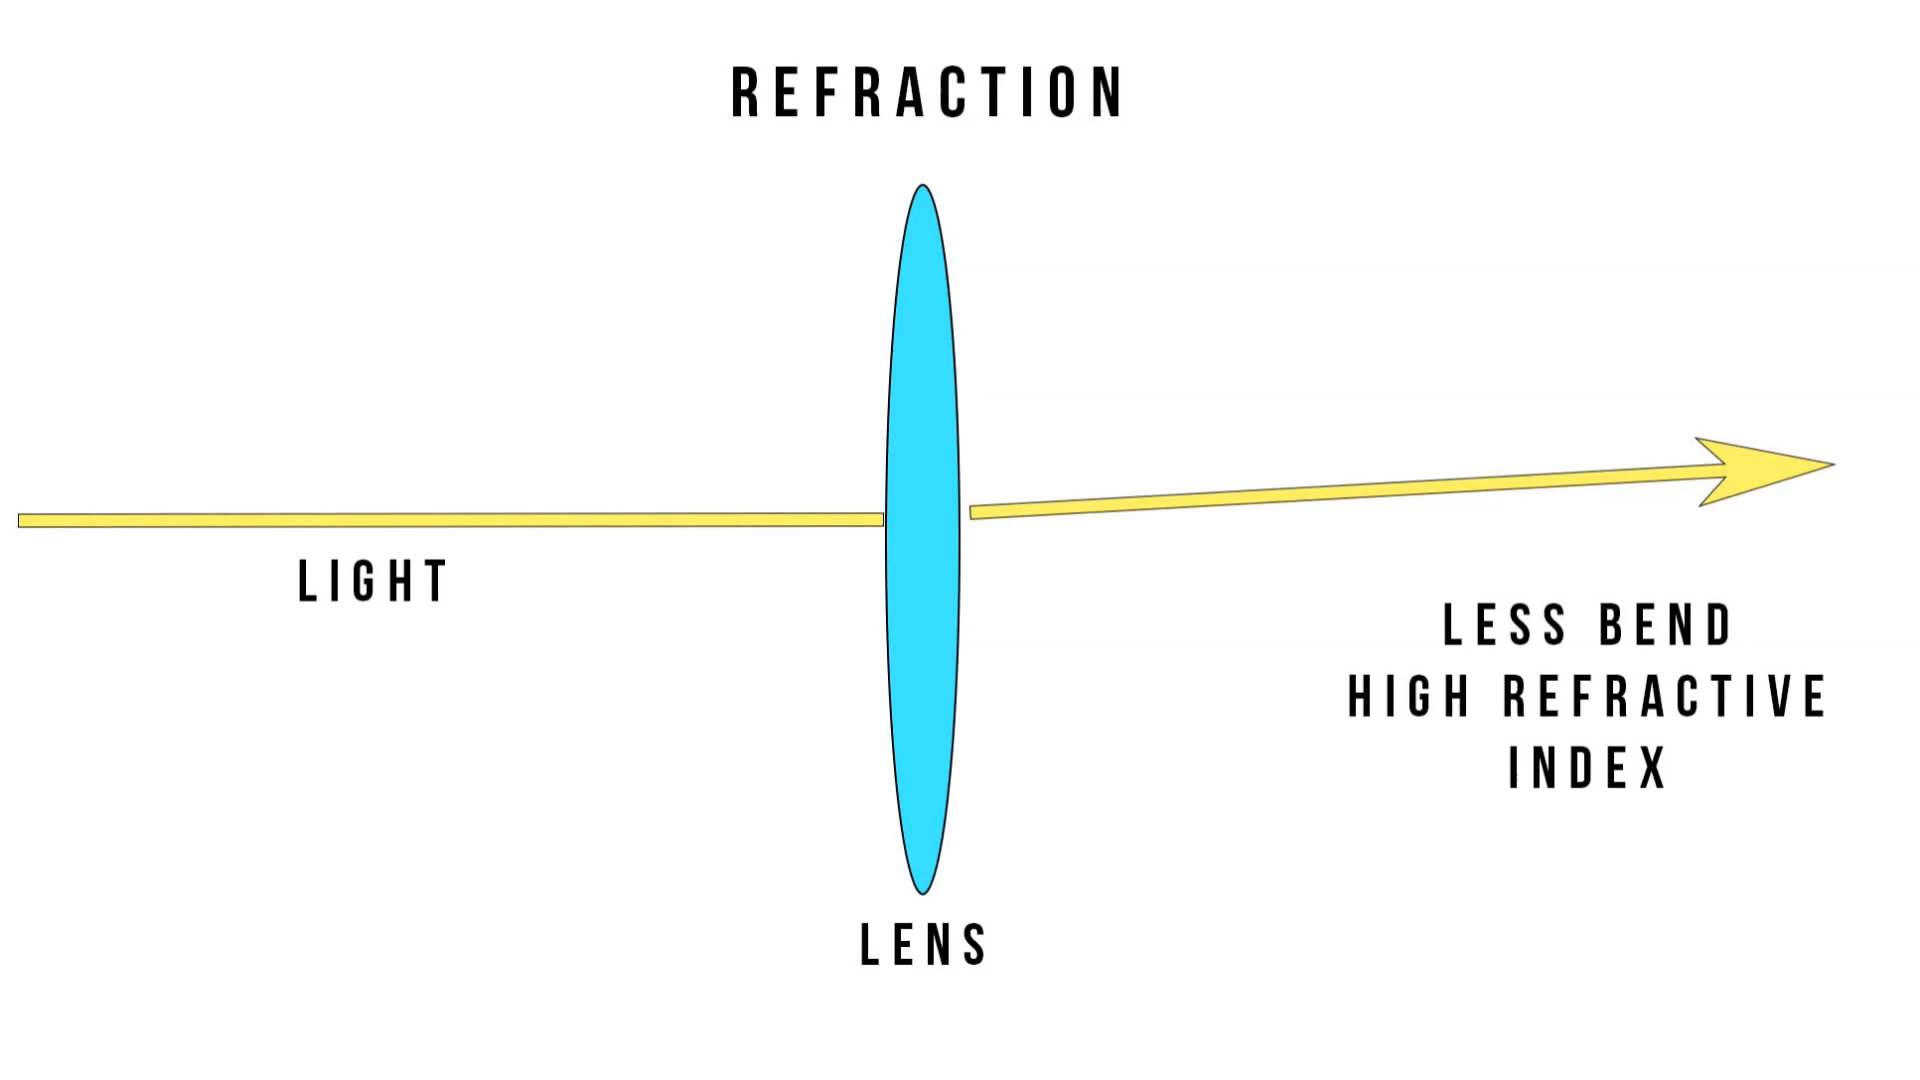 REFRACTION
LIGHT
LESS BEND
HIGH REFRACTIVE
INDEX
LENS